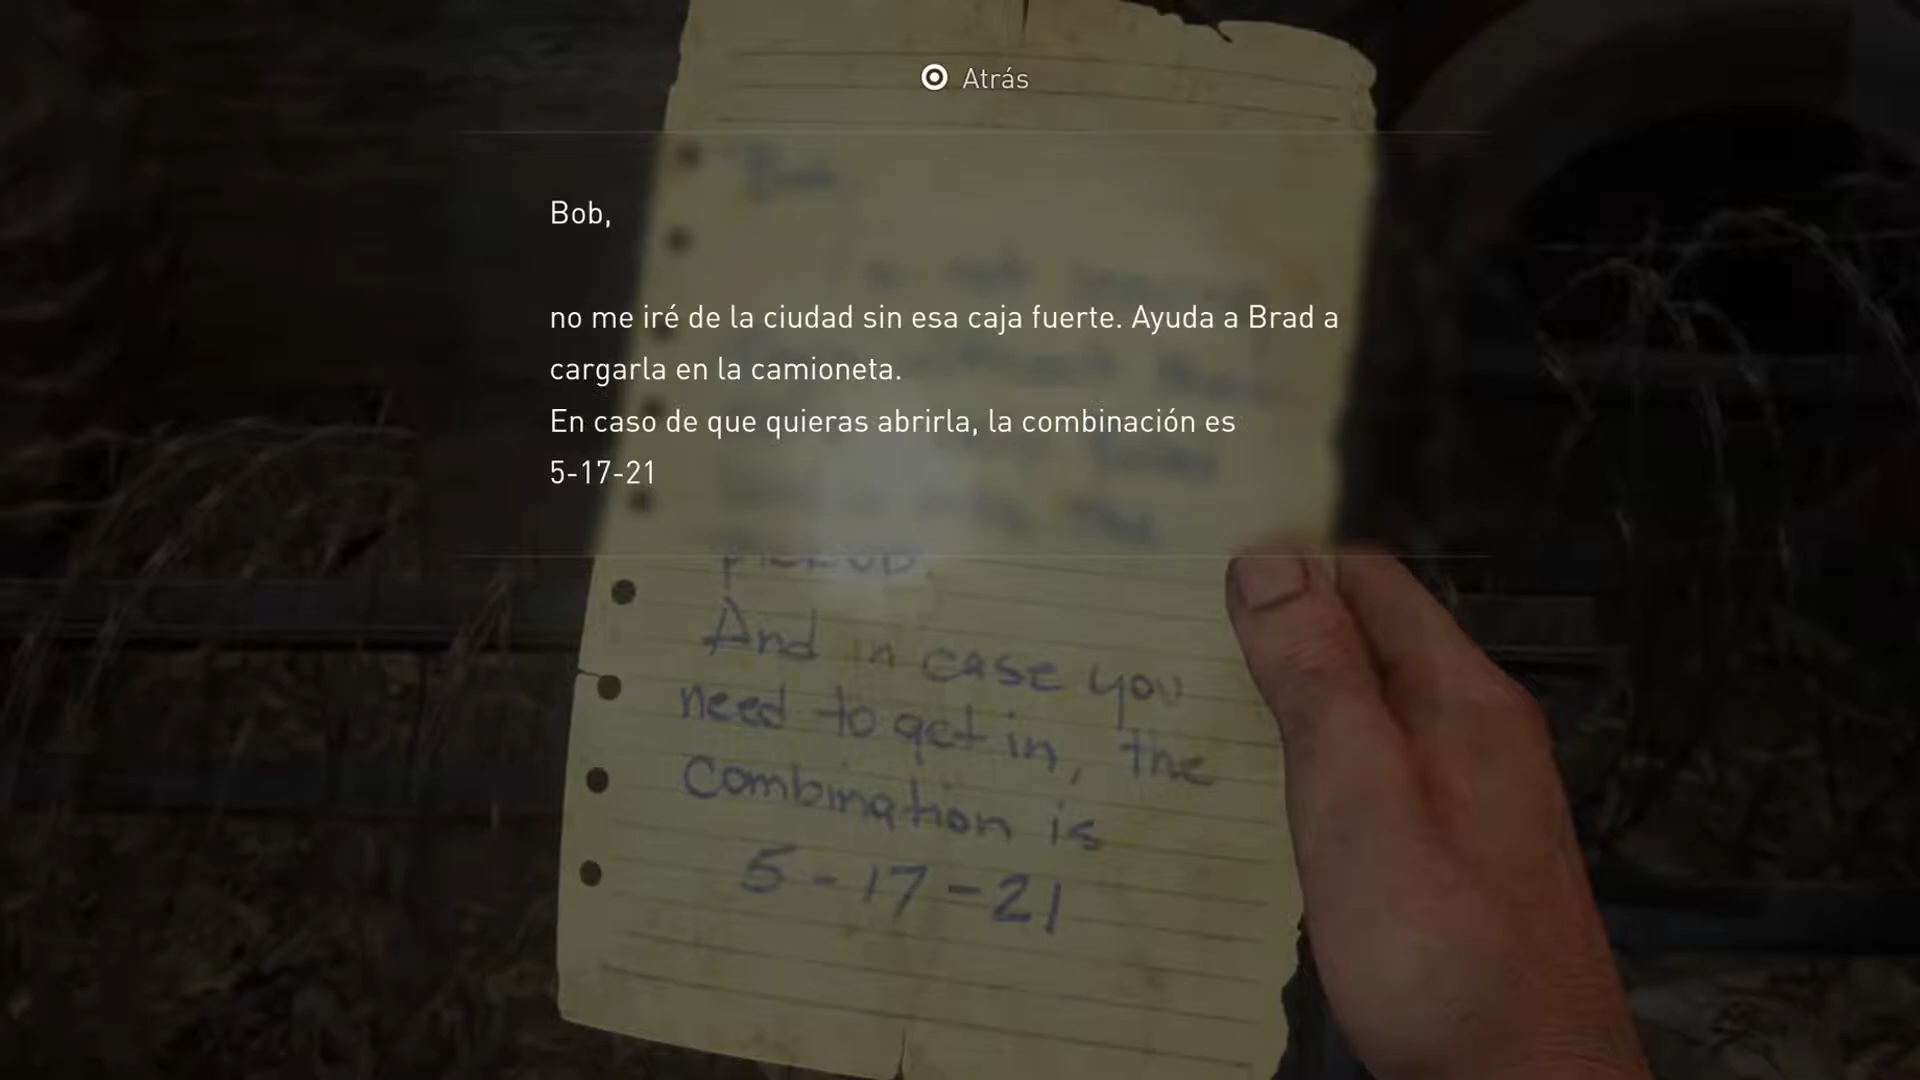 Atrás
Bob,
no me iré de la ciudad sin esa caja fuerte. Ayuda a Brad a
cargarla en la camioneta.
En caso de que quieras abrirla, la combinación es
5-17-21
And in case you
need to get in, the
Combination is
5-17-21